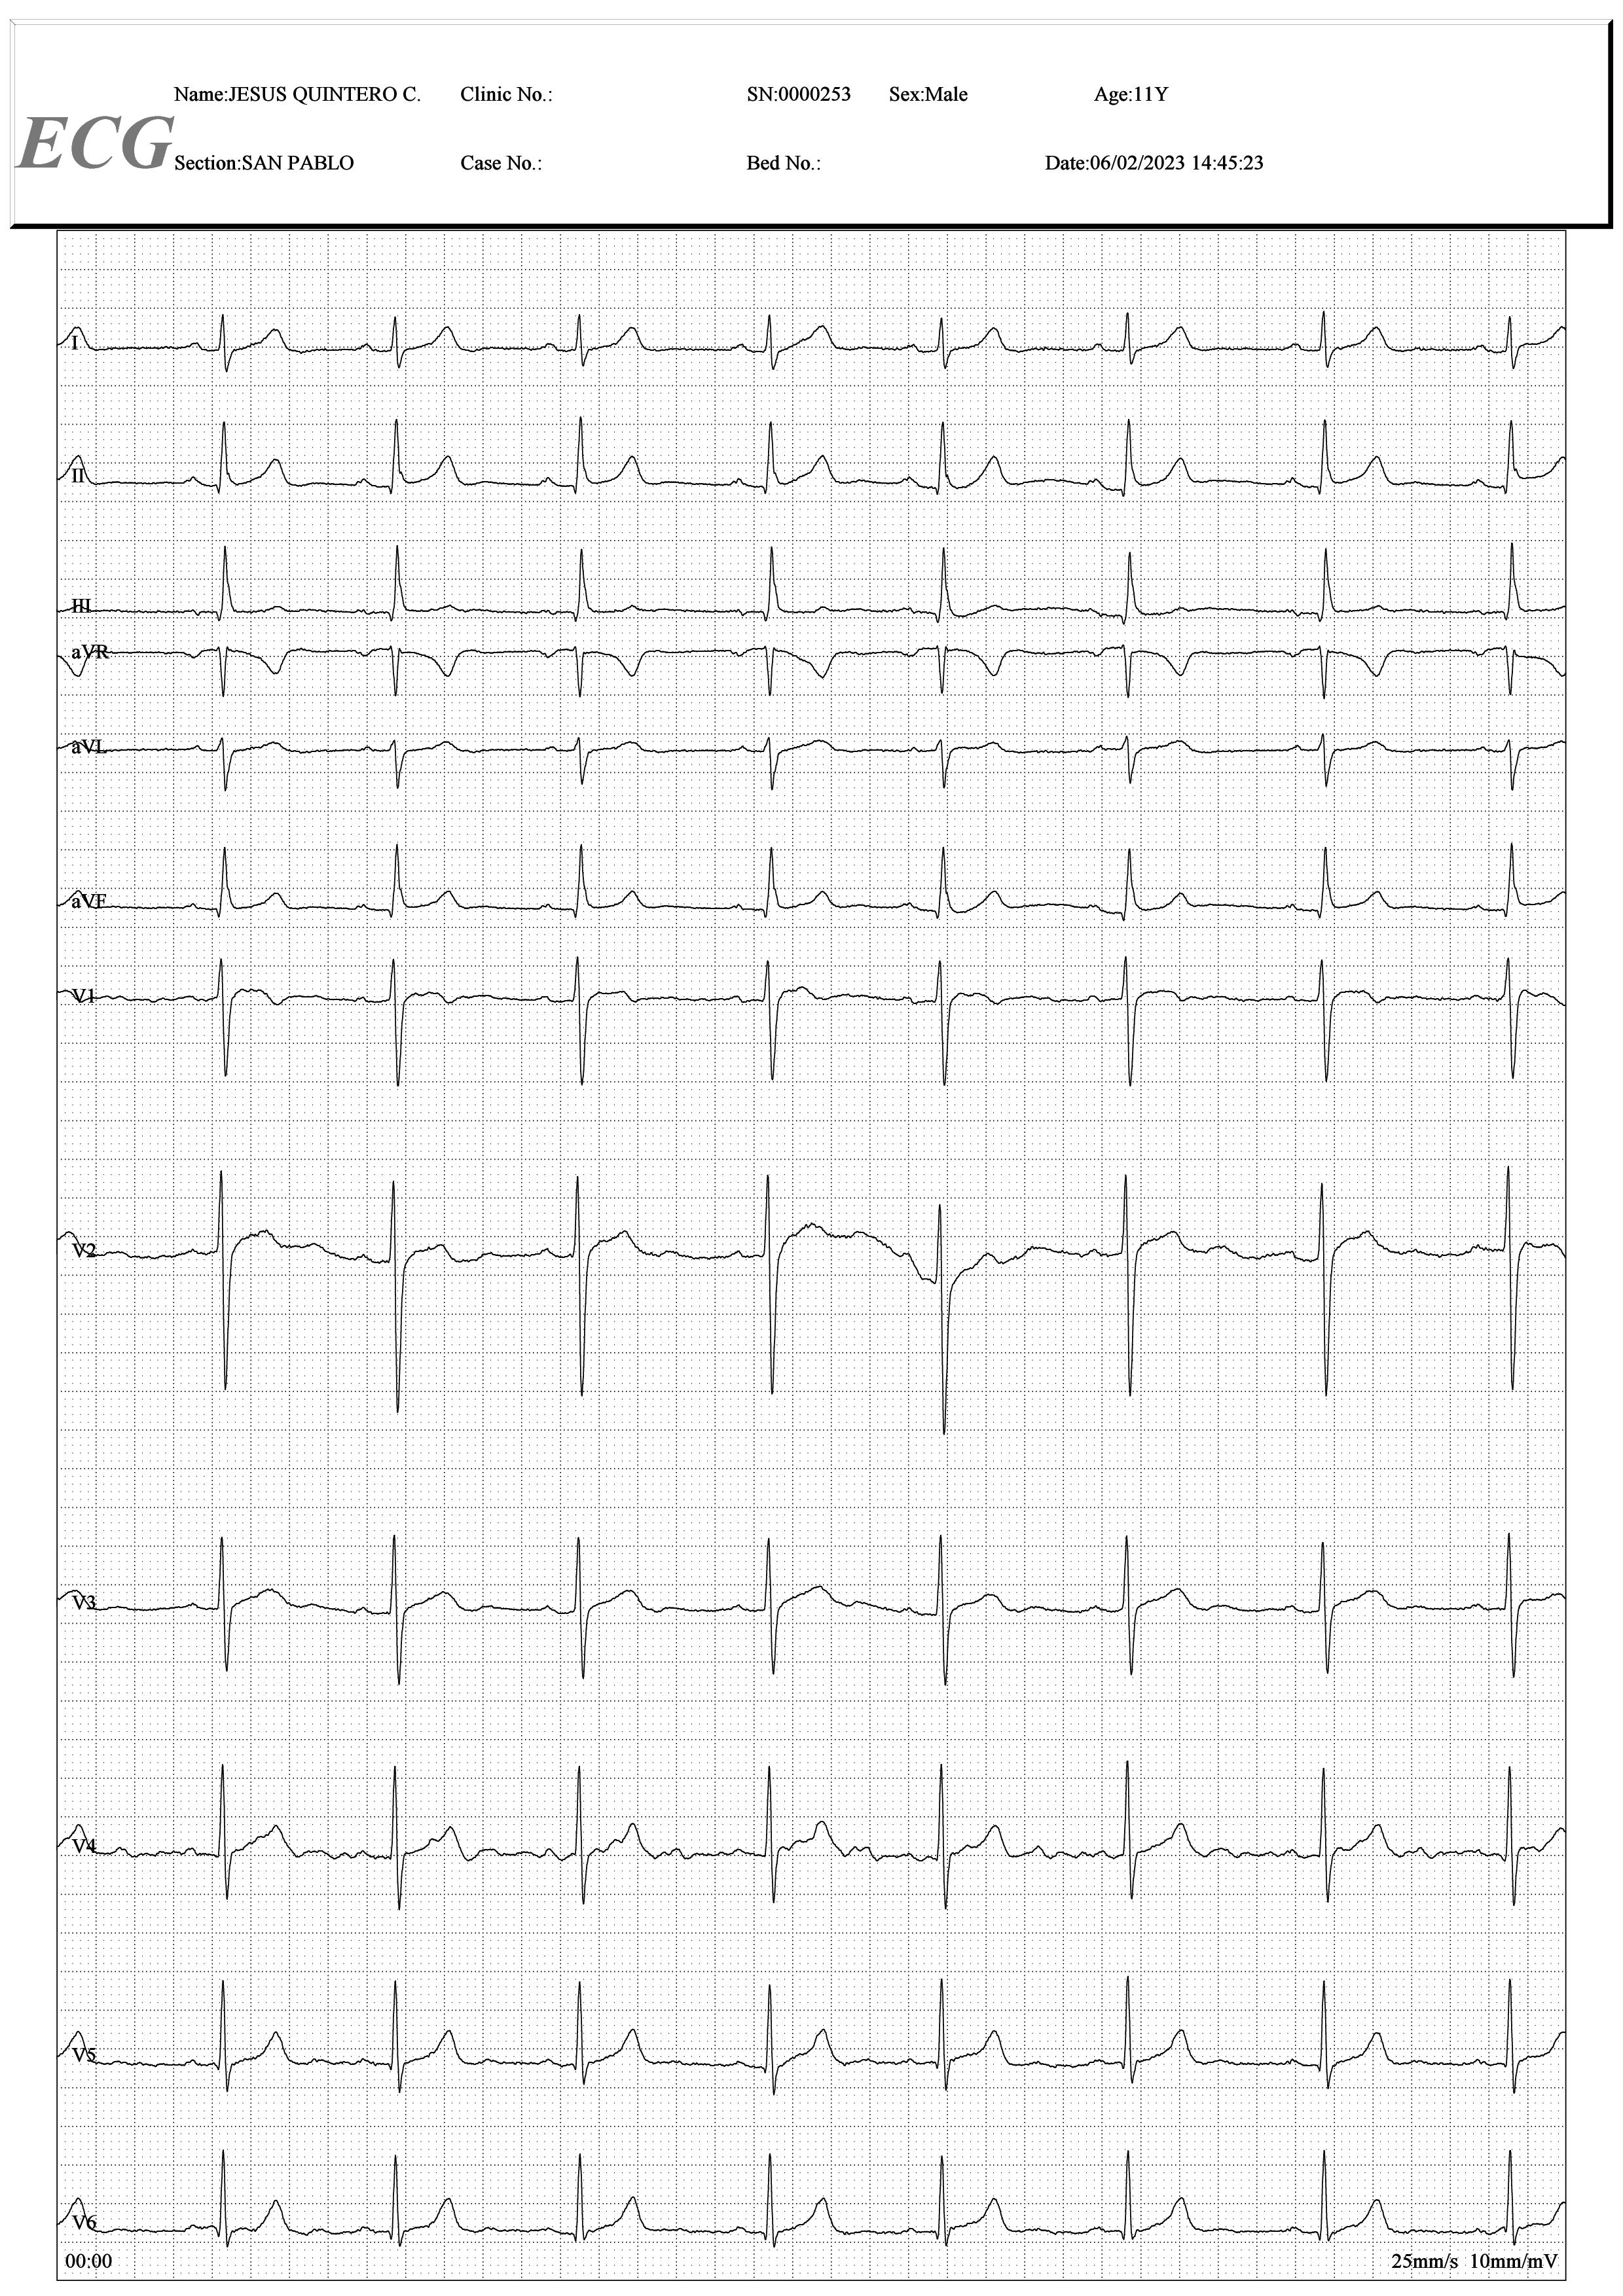 Name:JESUS QUINTERO C. Clinic No.: SN:0000253 Sex:Male Age:11Y
ECG
Section:SAN PABLO Case No.: Bed No.: Date:06/02/2023 14:45:23
I
II
III
aVR
aVL
aVF
V1
V2
V3
V4
V5
V6
00:00 25mm/s 10mm/mV